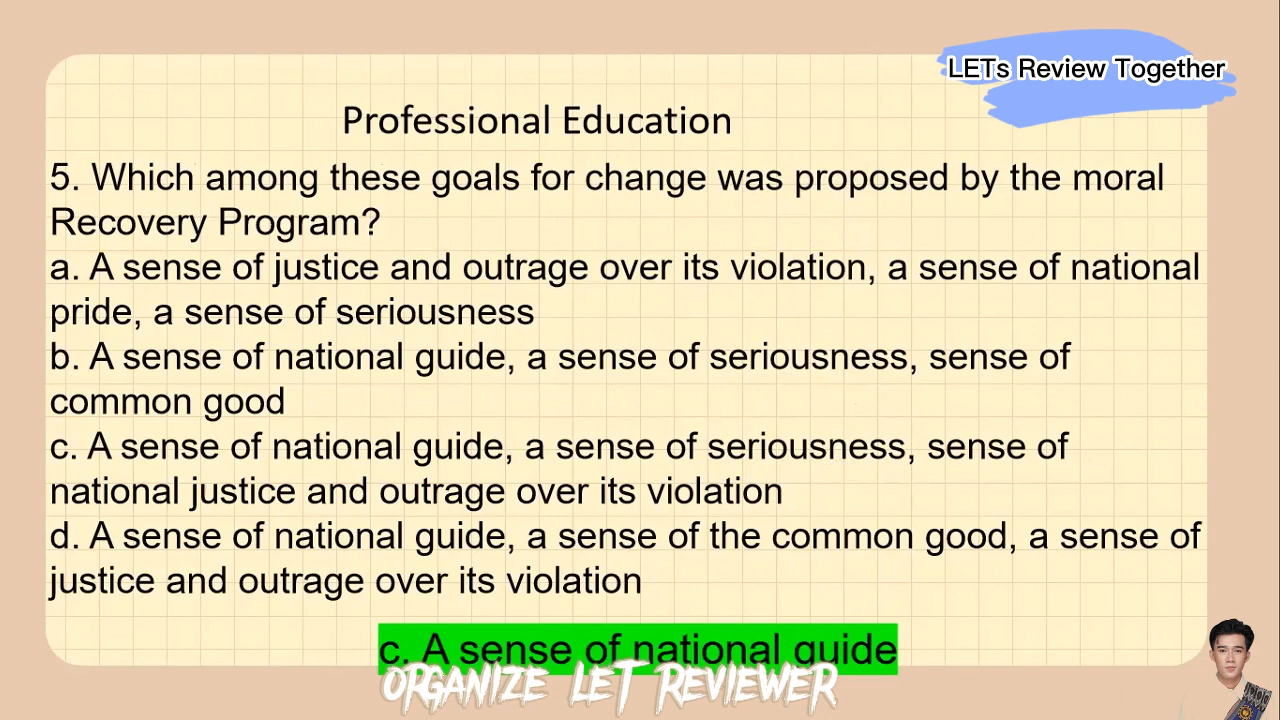 LETs Review Together
Professional Education
5. Which among these goals for change was proposed by the moral
Recovery Program?
a. A sense of justice and outrage over its violation, a sense of national
pride, a sense of seriousness
b. A sense of national guide, a sense of seriousness, sense of
common good
c. A sense of national guide, a sense of seriousness, sense of
national justice and outrage over its violation
d. A sense of national guide, a sense of the common good, a sense of
justice and outrage over its violation
c. A sense of national guide
ORGANIZE LET REVIEWER